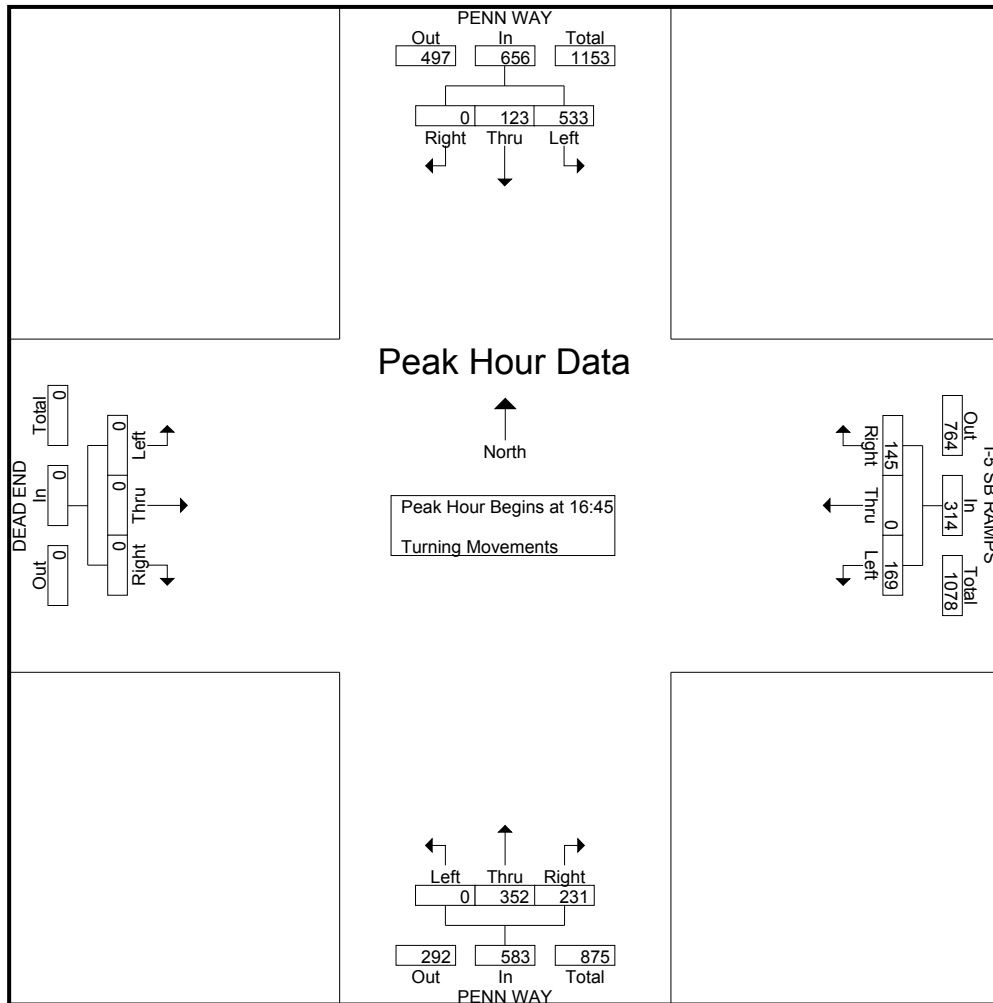 PENN WAY
Out In Total
497 656 1153
0 123 533
Right Thru Left
Peak Hour Data
North
Peak Hour Begins at 16:45
Turning Movements
DEAD END
Total In Out
0 0 0
0 0 0
Left Thru Right
I-5 SB RAMPS
Out In Total
764 314 1078
145 0 169
Right Thru Left
Left Thru Right
0 352 231
292 583 875
Out In Total
PENN WAY